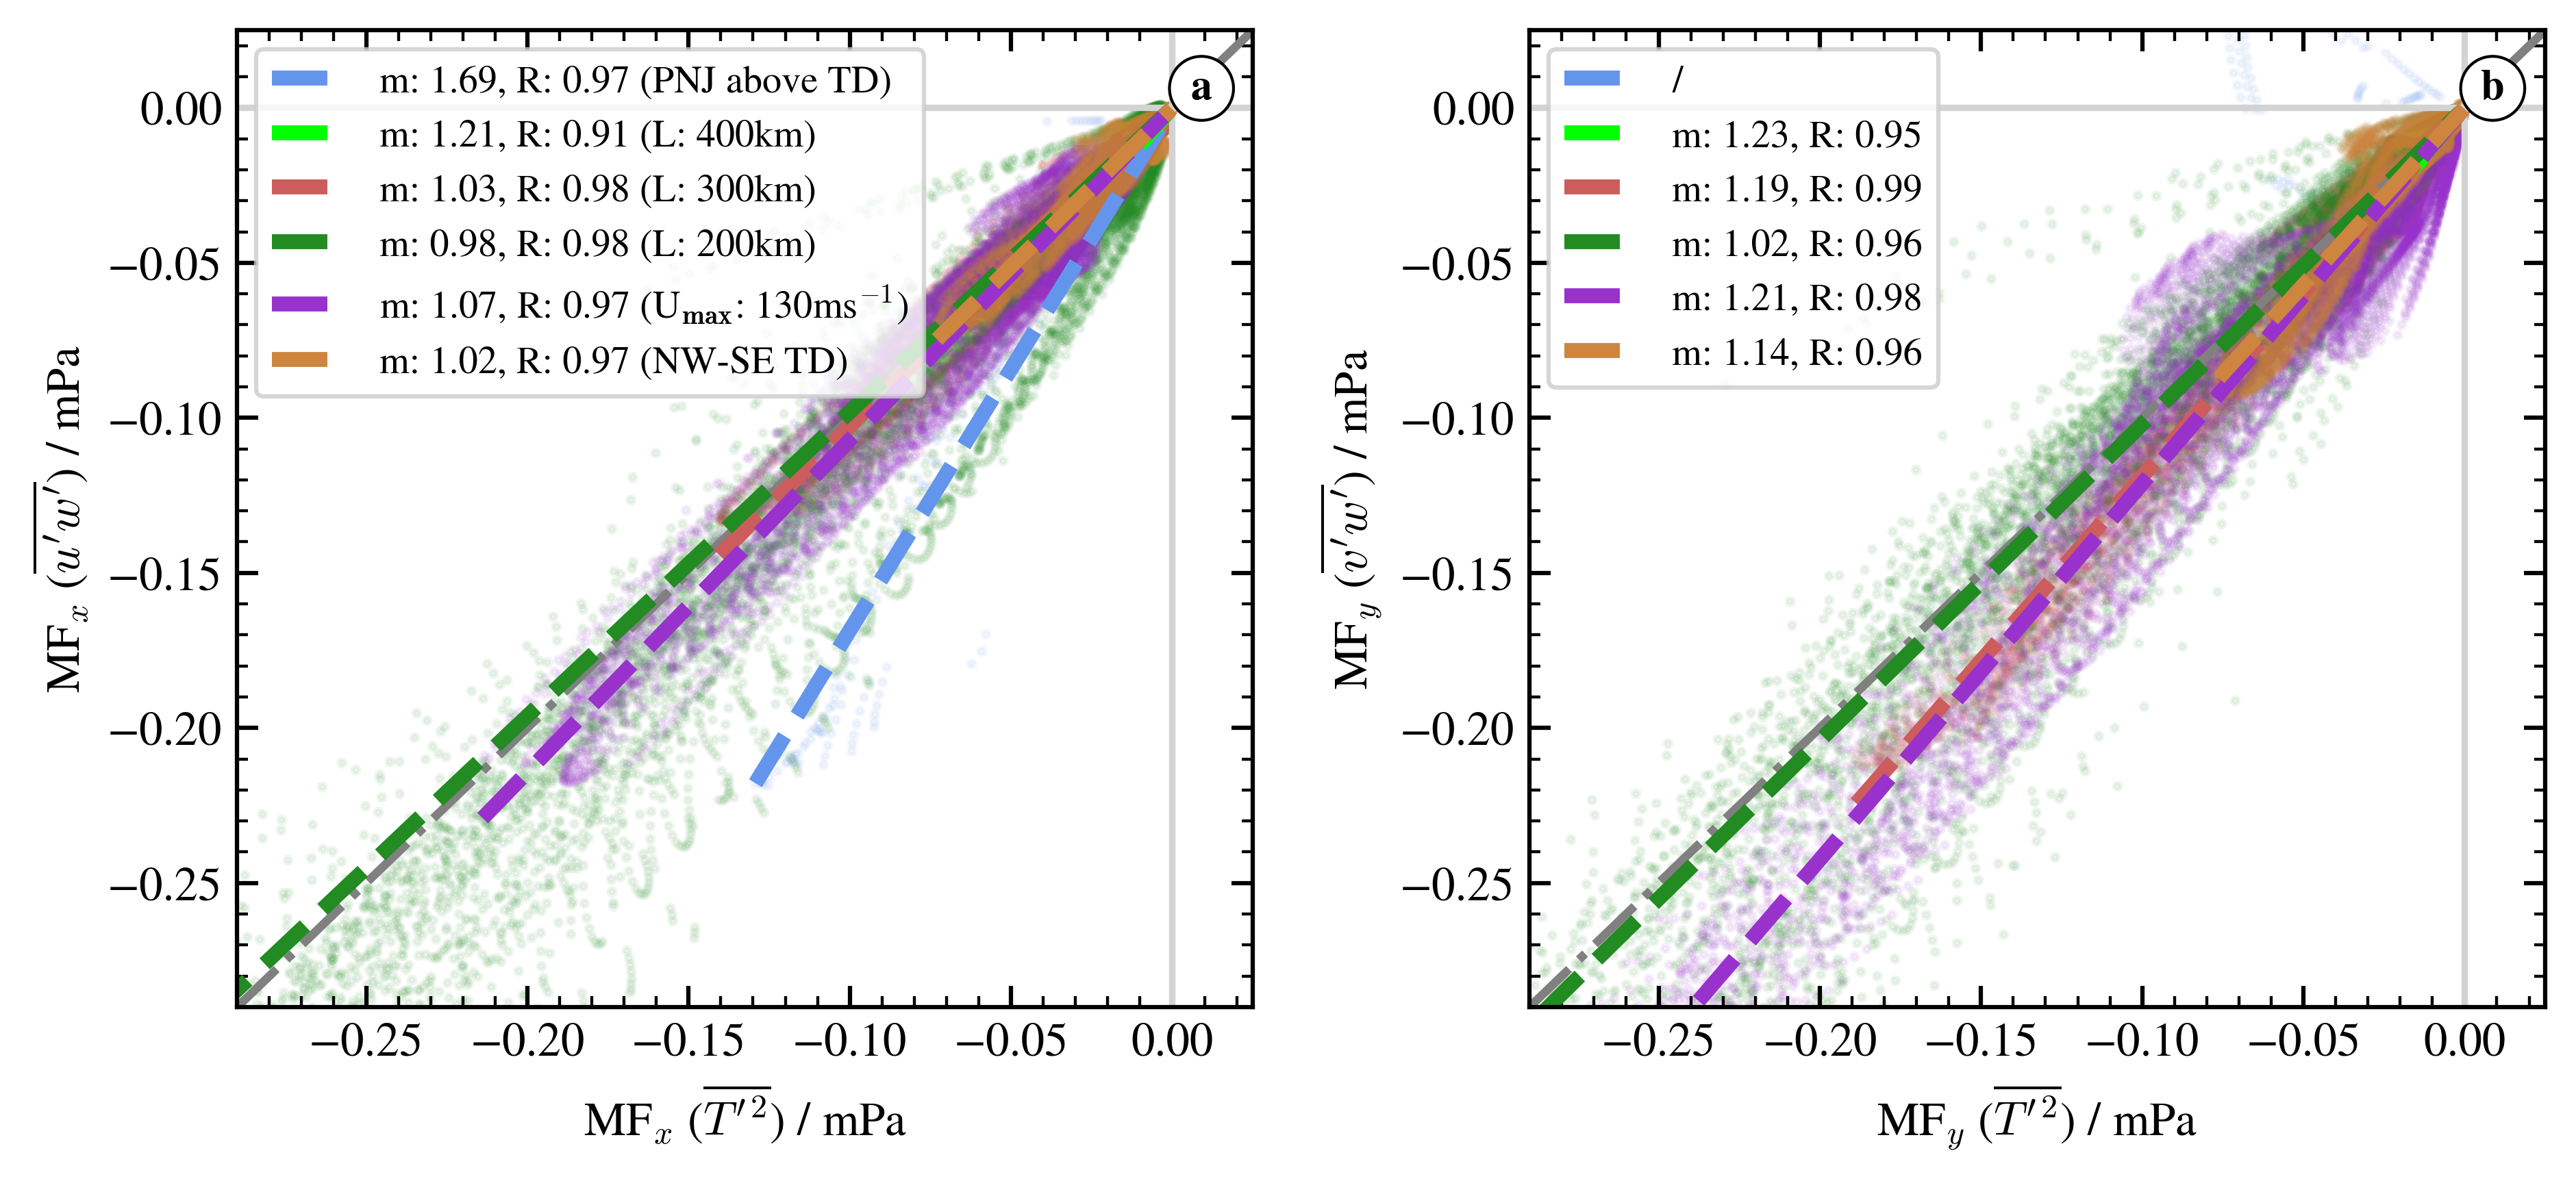 a
m: 1.69, R: 0.97 (PNJ above TD)
m: 1.21, R: 0.91 (L: 400km)
m: 1.03, R: 0.98 (L: 300km)
m: 0.98, R: 0.98 (L: 200km)
m: 1.07, R: 0.97 (U_max: 130ms⁻¹)
m: 1.02, R: 0.97 (NW-SE TD)
0.00
−0.05
−0.10
−0.15
−0.20
−0.25
MFₓ (u′w′) / mPa
−0.25 −0.20 −0.15 −0.10 −0.05 0.00
MFₓ (T′²) / mPa
b
/
m: 1.23, R: 0.95
m: 1.19, R: 0.99
m: 1.02, R: 0.96
m: 1.21, R: 0.98
m: 1.14, R: 0.96
0.00
−0.05
−0.10
−0.15
−0.20
−0.25
MF_y (v′w′) / mPa
−0.25 −0.20 −0.15 −0.10 −0.05 0.00
MF_y (T′²) / mPa